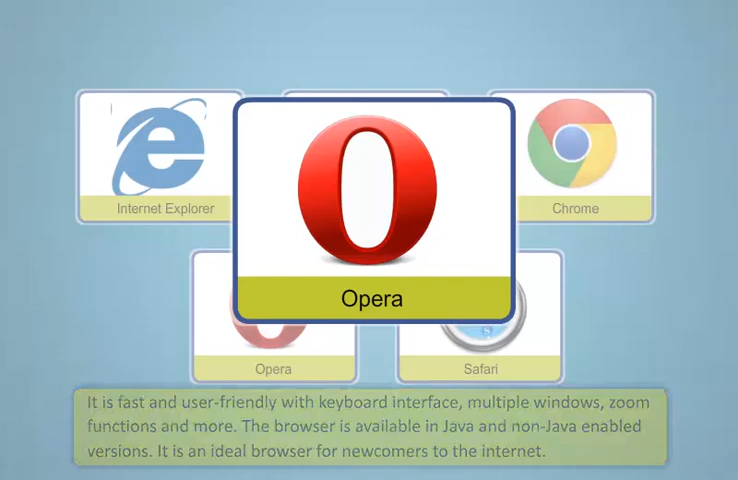 Internet Explorer
Chrome
Opera
Opera
Safari
It is fast and user-friendly with keyboard interface, multiple windows, zoom
functions and more. The browser is available in Java and non-Java enabled
versions. It is an ideal browser for newcomers to the internet.